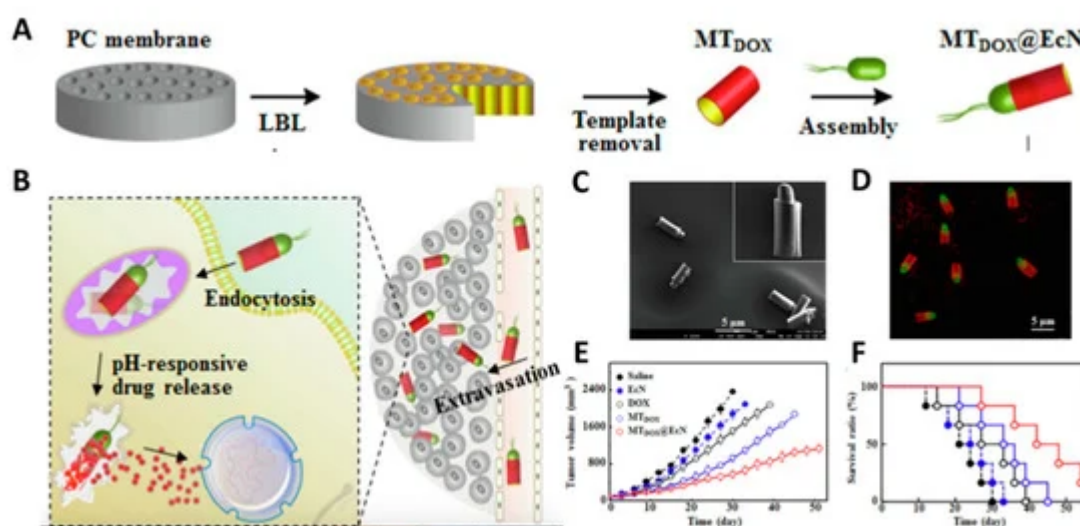 A
PC membrane
LBL
Template
removal
MTDOX
Assembly
MTDOX@EcN
B
Endocytosis
pH-responsive
drug release
Extravasation
C
5 μm
D
5 μm
E
Tumor volume (mm3)
2400
1600
800
0
Saline
EcN
DOX
MTDOX
MTDOX@EcN
0 10 20 30 40 50
Time (day)
F
Survival ratio (%)
100
50
0
0 10 20 30 40 50
Time (day)